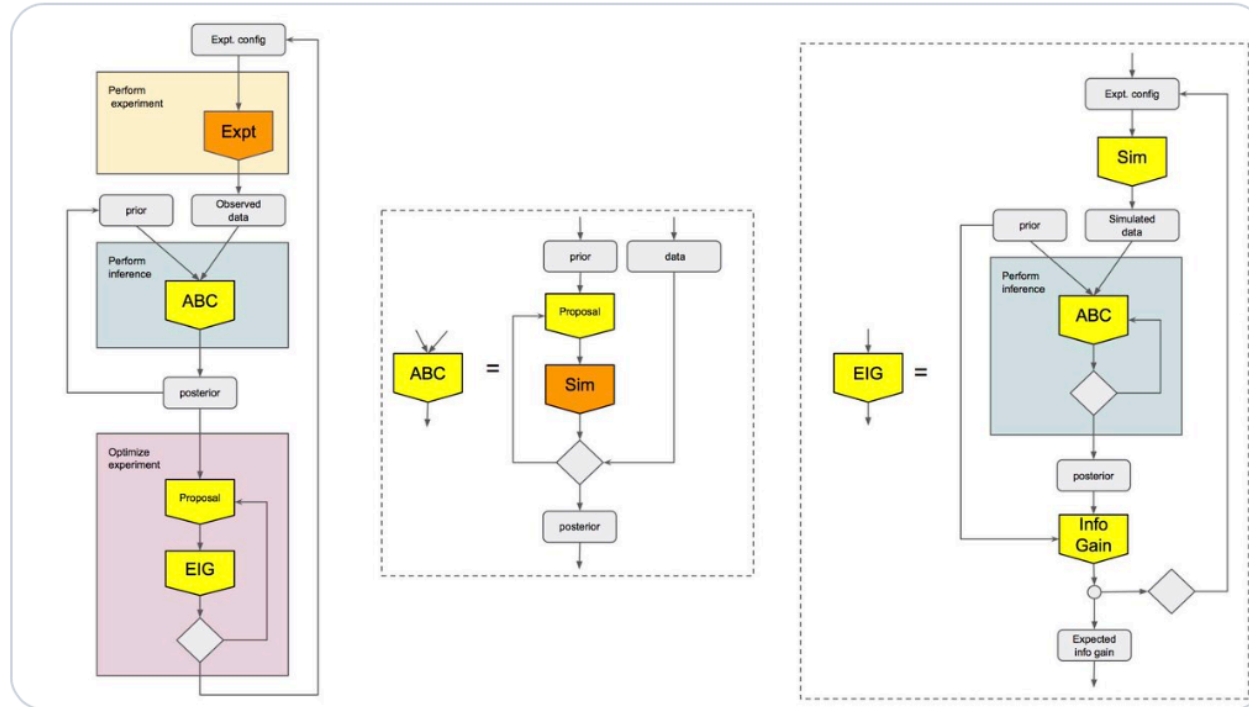 Expt. config
Perform
experiment
Expt
prior
Observed
data
Perform
inference
ABC
posterior
Optimize
experiment
Proposal
EIG
ABC
=
prior
data
Proposal
Sim
posterior
EIG
=
Expt. config
Sim
prior
Simulated
data
Perform
inference
ABC
posterior
Info
Gain
Expected
info gain